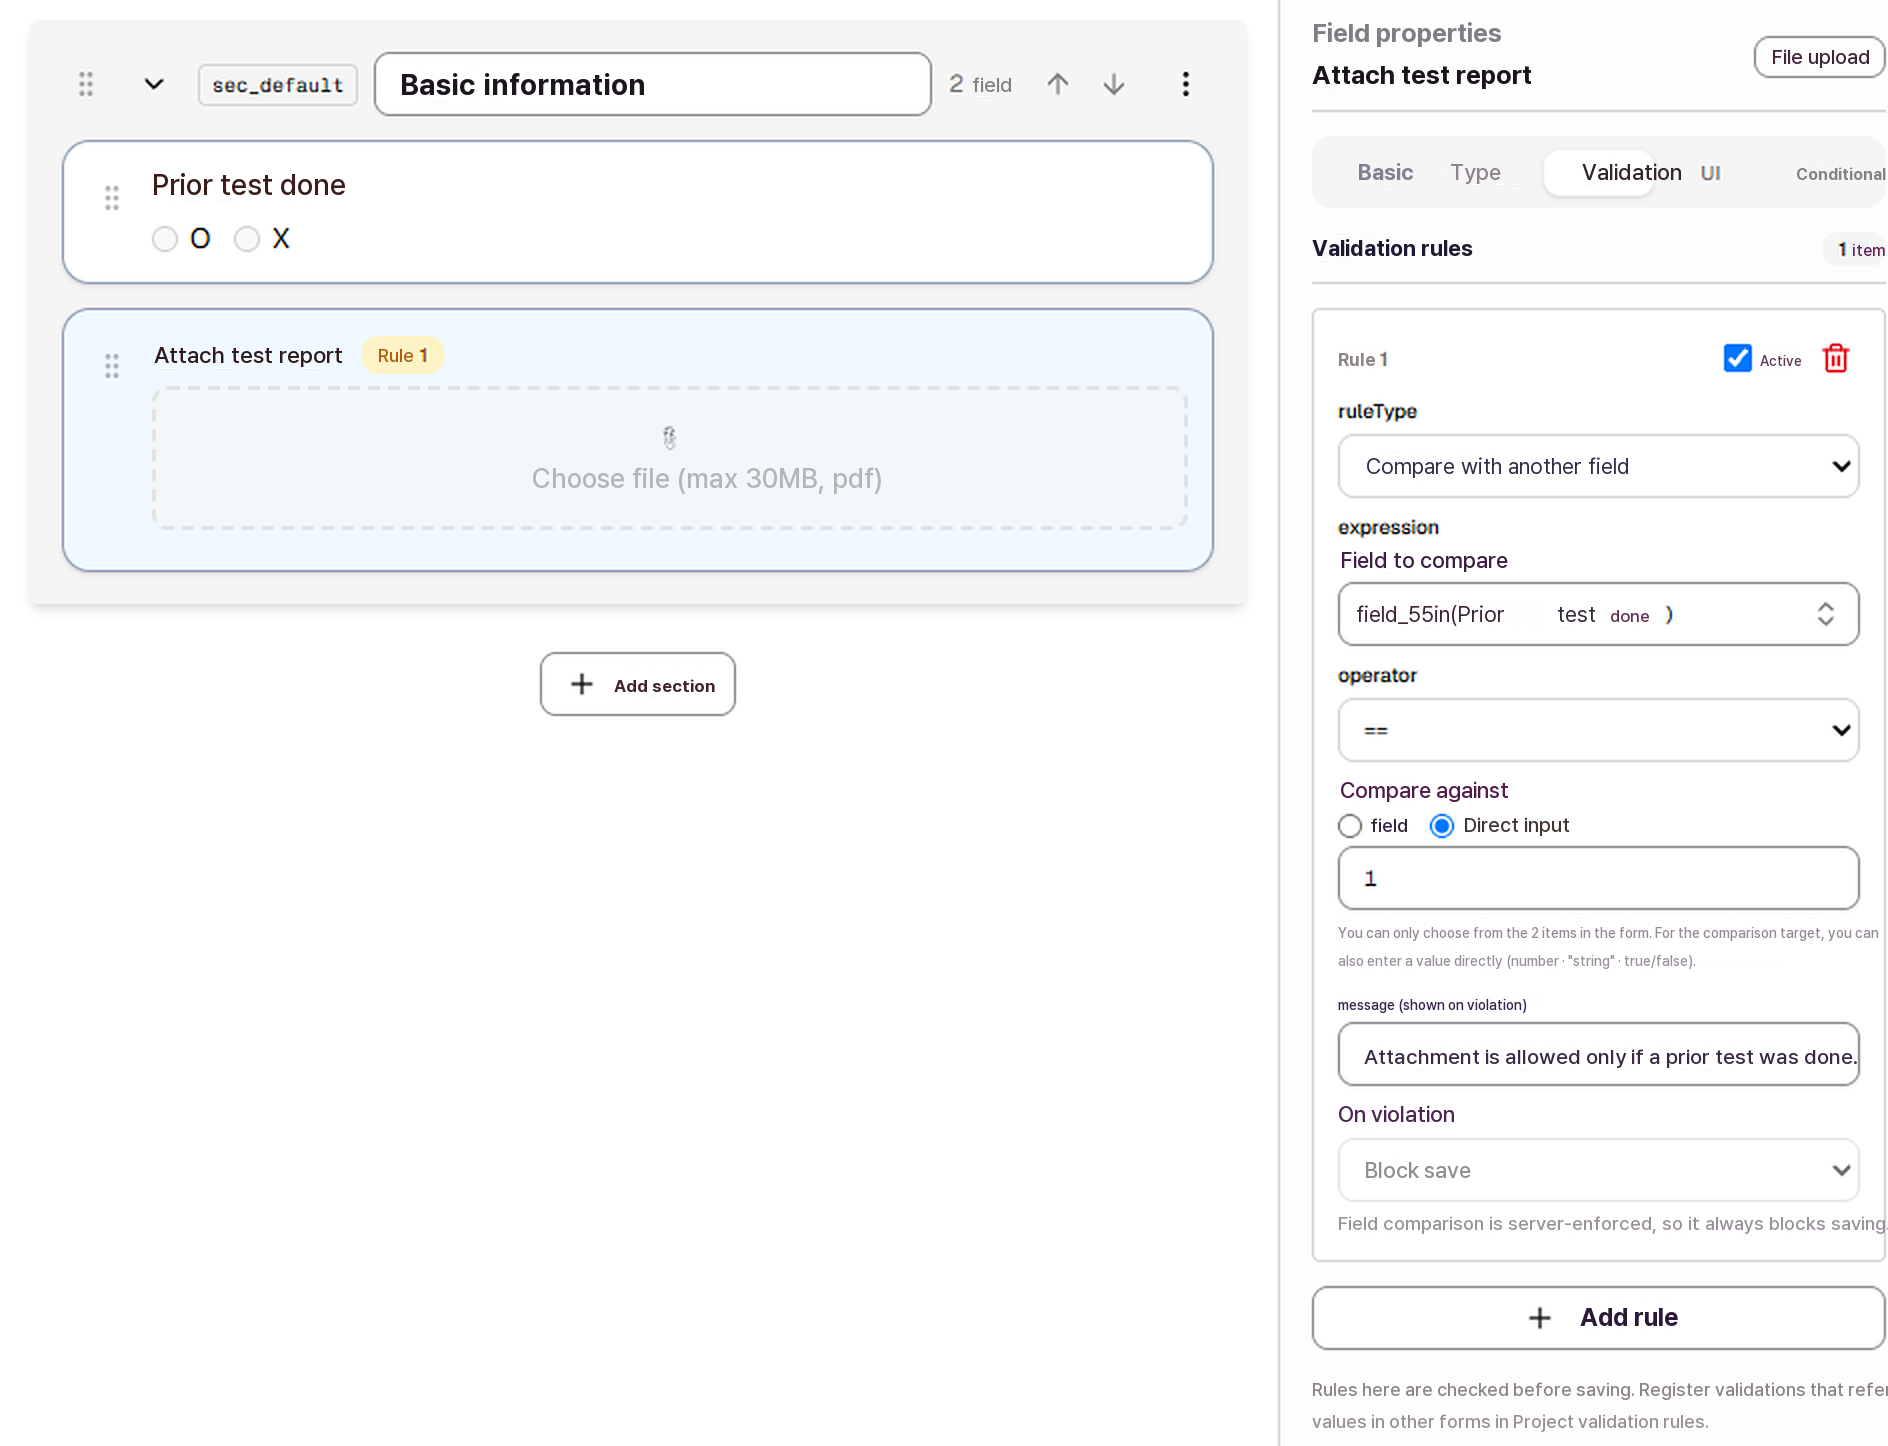 sec_default
Basic information
2 field
Prior test done
O X
Attach test report
Rule 1
Choose file (max 30MB, pdf)
Add section
Field properties
Attach test report
File upload
Basic Type Validation UI Conditional
Validation rules
1 item
Rule 1
Active
ruleType
Compare with another field
expression
Field to compare
field_55in(Prior test done )
operator
==
Compare against
field Direct input
1
You can only choose from the 2 items in the form. For the comparison target, you can
also enter a value directly (number · "string" · true/false).
message (shown on violation)
Attachment is allowed only if a prior test was done.
On violation
Block save
Field comparison is server-enforced, so it always blocks saving.
Add rule
Rules here are checked before saving. Register validations that refer
values in other forms in Project validation rules.